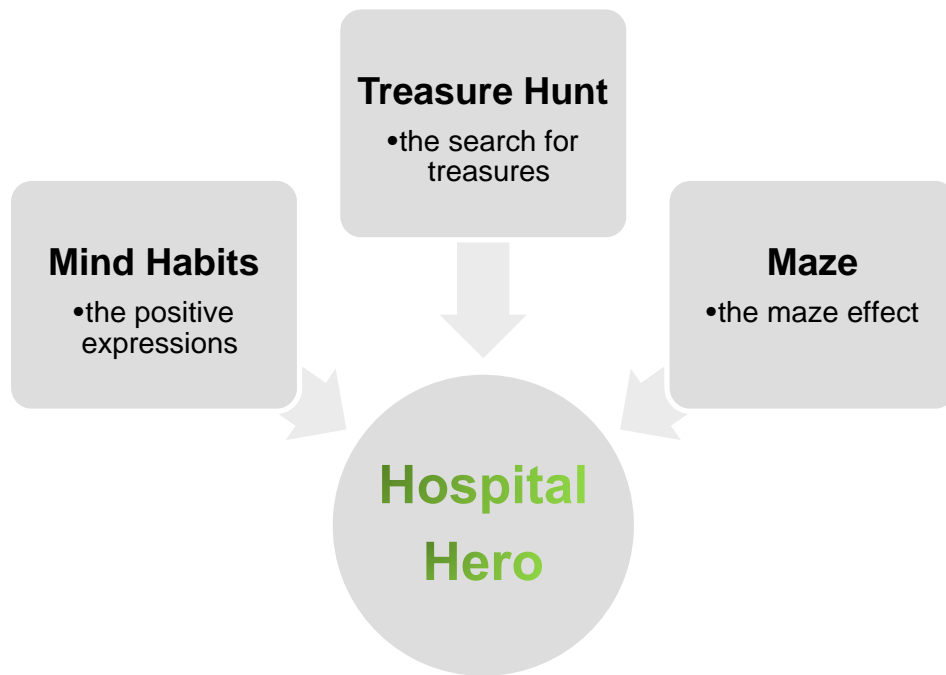 Treasure Hunt
•the search for
treasures
Mind Habits
•the positive
expressions
Maze
•the maze effect
Hospital
Hero